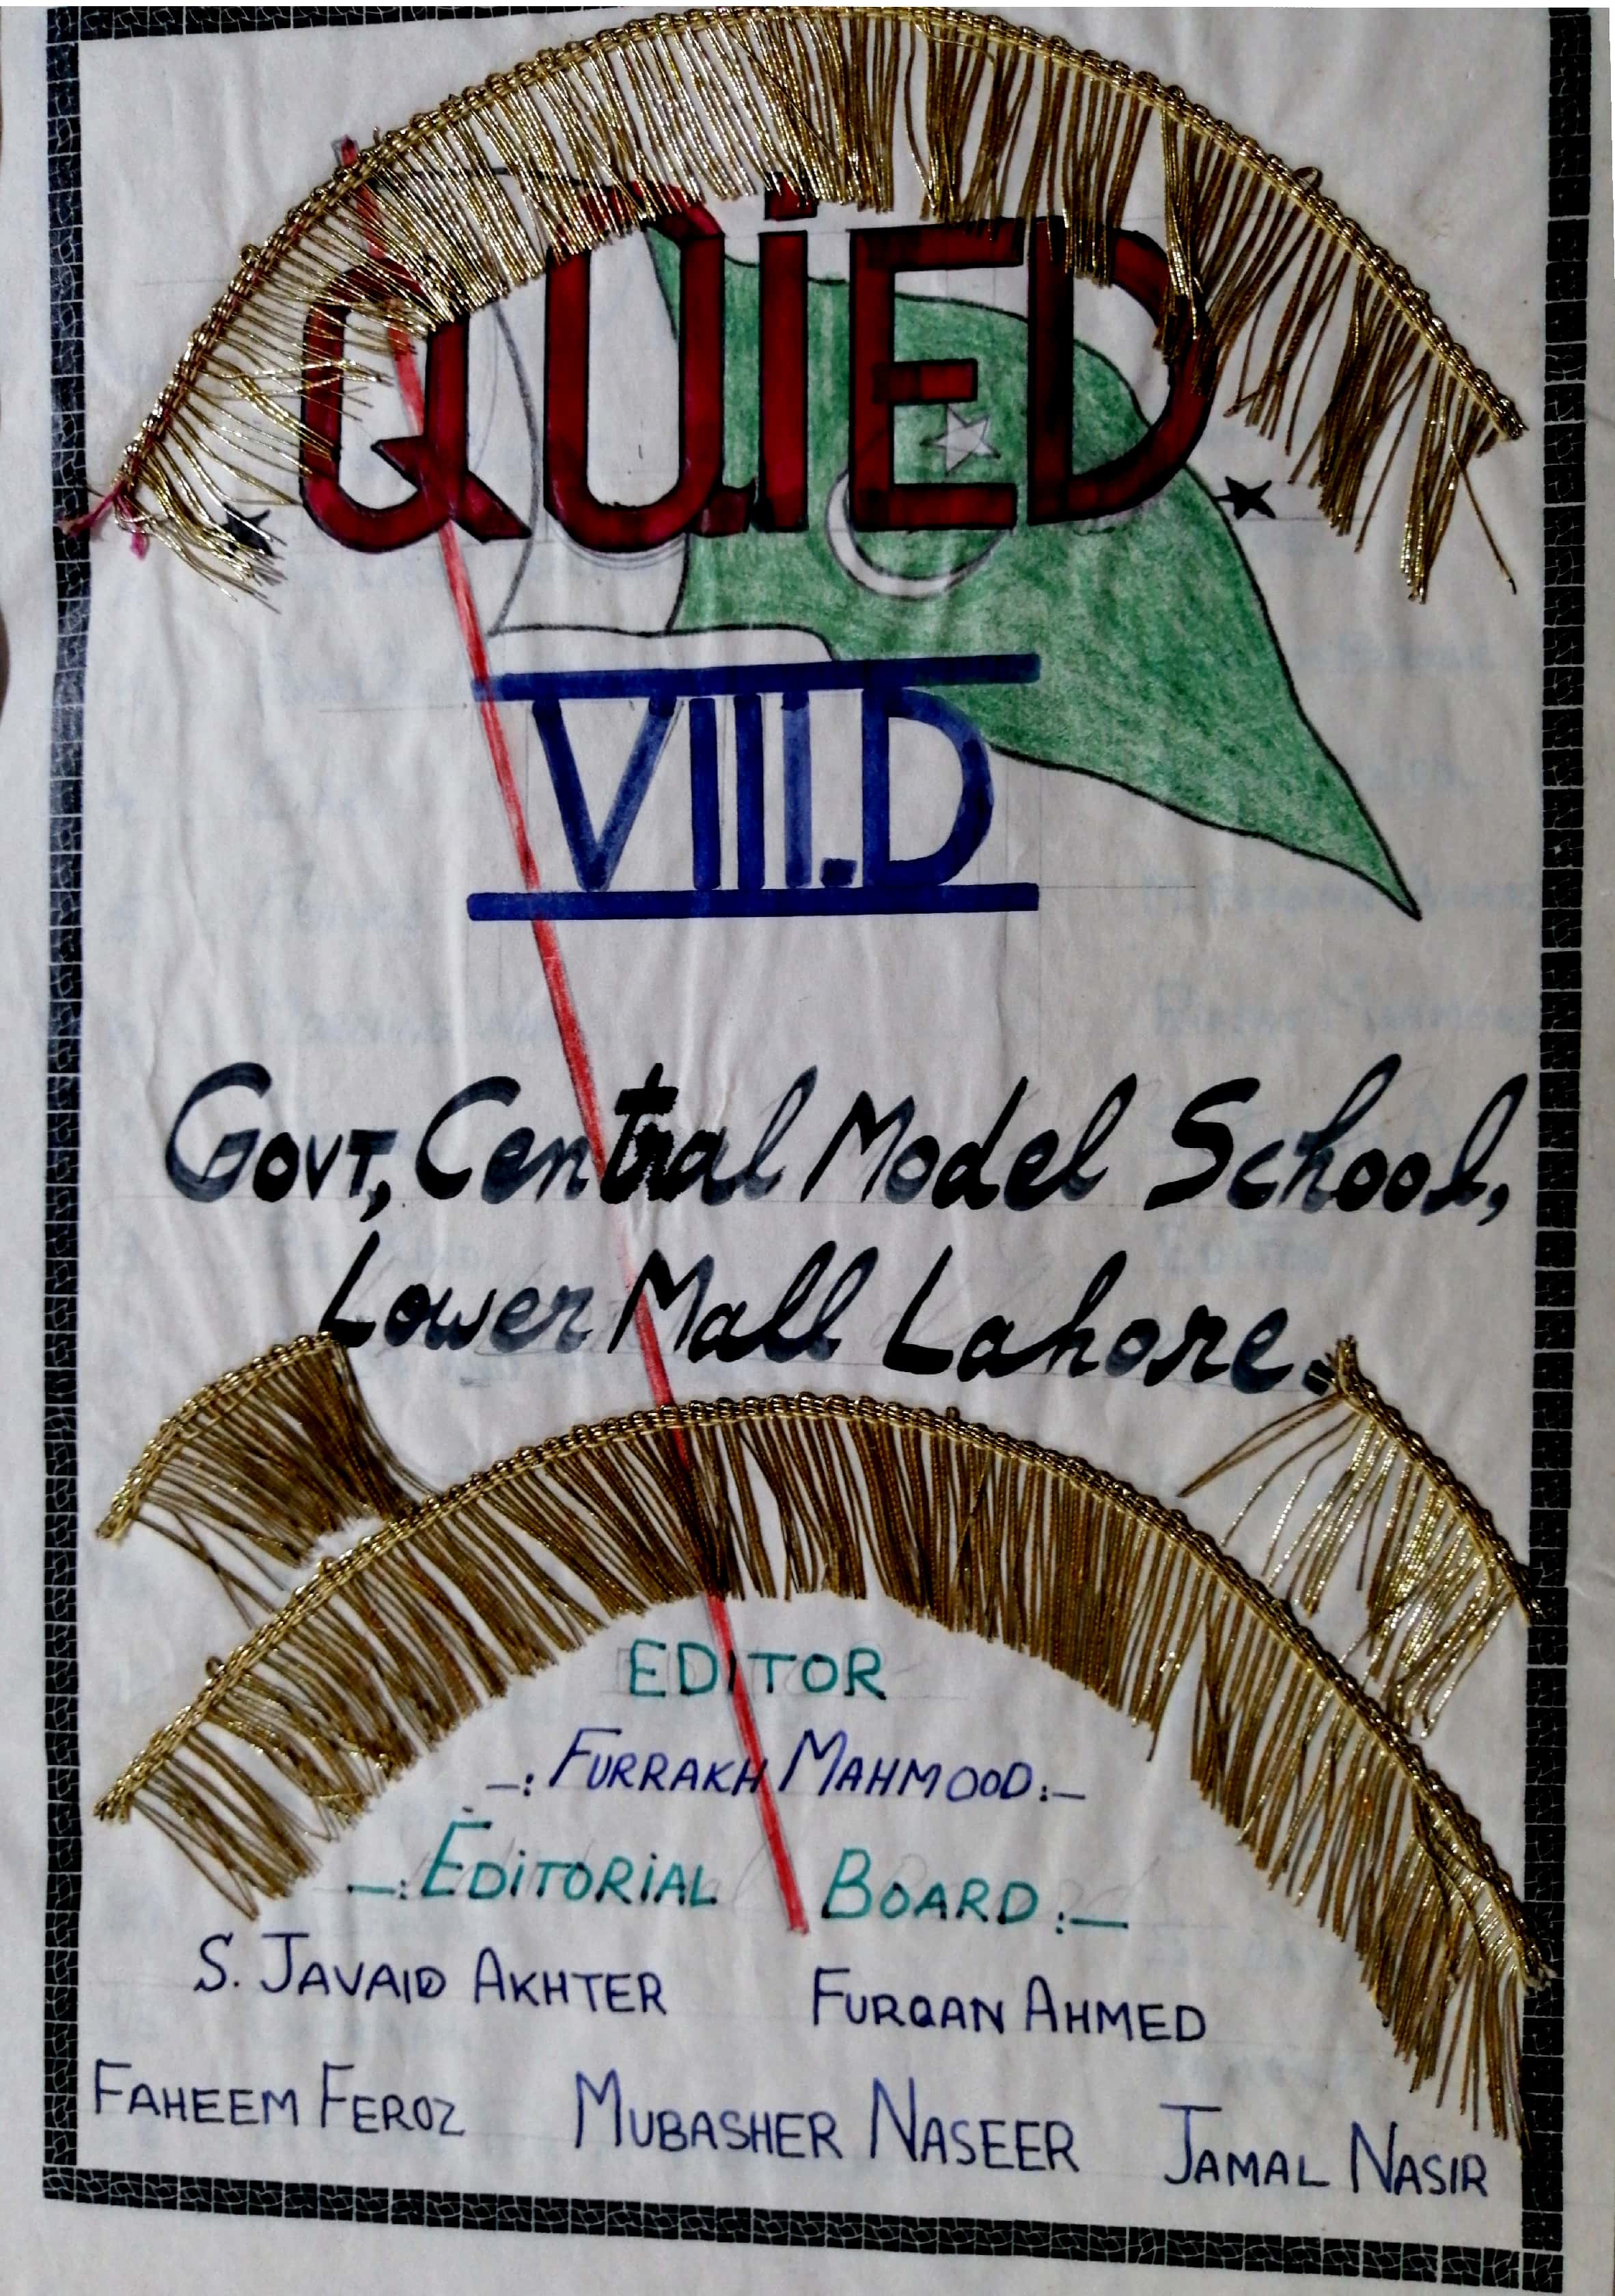 QUiED
VIII.D
GOVT, Central Model School,
Lower Mall Lahore.
EDITOR
_.: FURRAKH MAHMOOD :._
_.: EDiTORiAL BOARD :._
S. JAVAID AKHTER FURQAN AHMED
FAHEEM FEROZ MUBASHER NASEER JAMAL NASIR